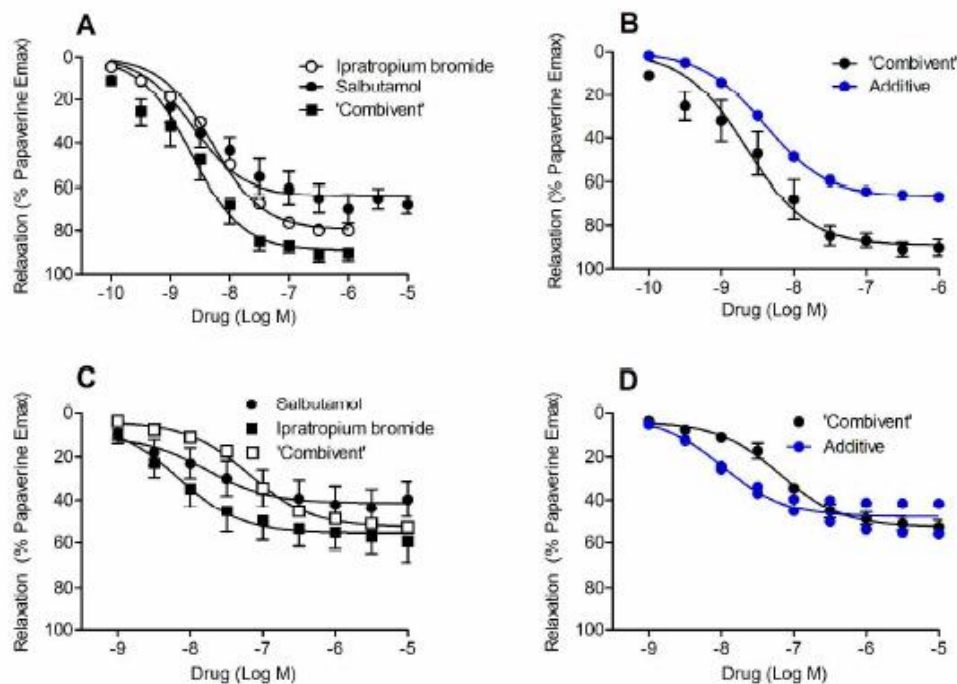 A
Relaxation (% Papaverine Emax)
0
20
40
60
80
100
-10
-9
-8
-7
-6
-5
Drug (Log M)
Ipratropium bromide
Salbutamol
'Combivent'
B
Relaxation (% Papaverine Emax)
0
20
40
60
80
100
-10
-9
-8
-7
-6
Drug (Log M)
'Combivent'
Additive
C
Relaxation (% Papaverine Emax)
0
20
40
60
80
100
-9
-8
-7
-6
-5
Drug (Log M)
Salbutamol
Ipratropium bromide
'Combivent'
D
Relaxation (% Papaverine Emax)
0
20
40
60
80
100
-9
-8
-7
-6
-5
Drug (Log M)
'Combivent'
Additive